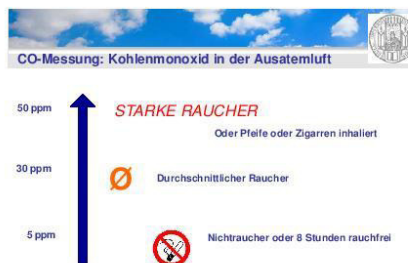 CO-Messung: Kohlenmonoxid in der Ausatemluft
50 ppm
STARKE RAUCHER
Oder Pfeife oder Zigarren inhaliert
30 ppm
Ø
Durchschnittlicher Raucher
5 ppm
Nichtraucher oder 8 Stunden rauchfrei